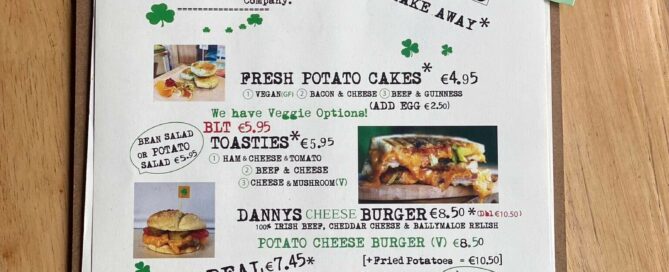 Company.
TAKE AWAY*
FRESH POTATO CAKES* €4.95
① VEGAN(GF) ② BACON & CHEESE ③ BEEF & GUINNESS
(ADD EGG €2.50)
We have Veggie Options!
BLT €5.95
BEAN SALAD
OR POTATO
SALAD €5.95
TOASTIES*€5.95
① HAM & CHEESE & TOMATO
② BEEF & CHEESE
③ CHEESE & MUSHROOM (V)
DANNYS CHEESE BURGER €8.50 *(Dbl €10.50)
100% IRISH BEEF, CHEDDAR CHEESE & BALLYMALOE RELISH
POTATO CHEESE BURGER (V) €8.50
[+Fried Potatoes = €10.50]
DEAL €7.45*